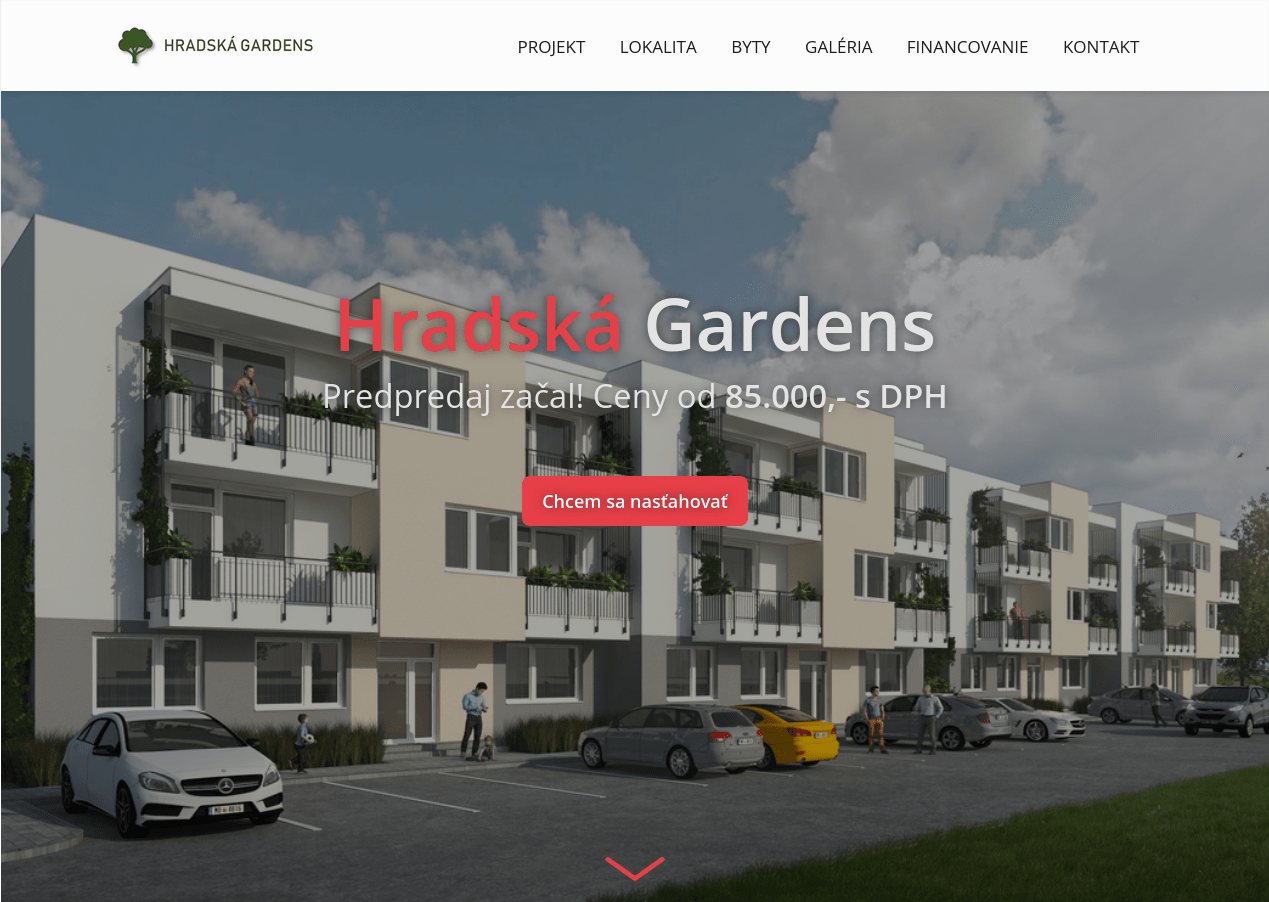 HRADSKÁ GARDENS
PROJEKT LOKALITA BYTY GALÉRIA FINANCOVANIE KONTAKT
Hradská Gardens
Predpredaj začal! Ceny od 85.000,- s DPH
Chcem sa nasťahovať